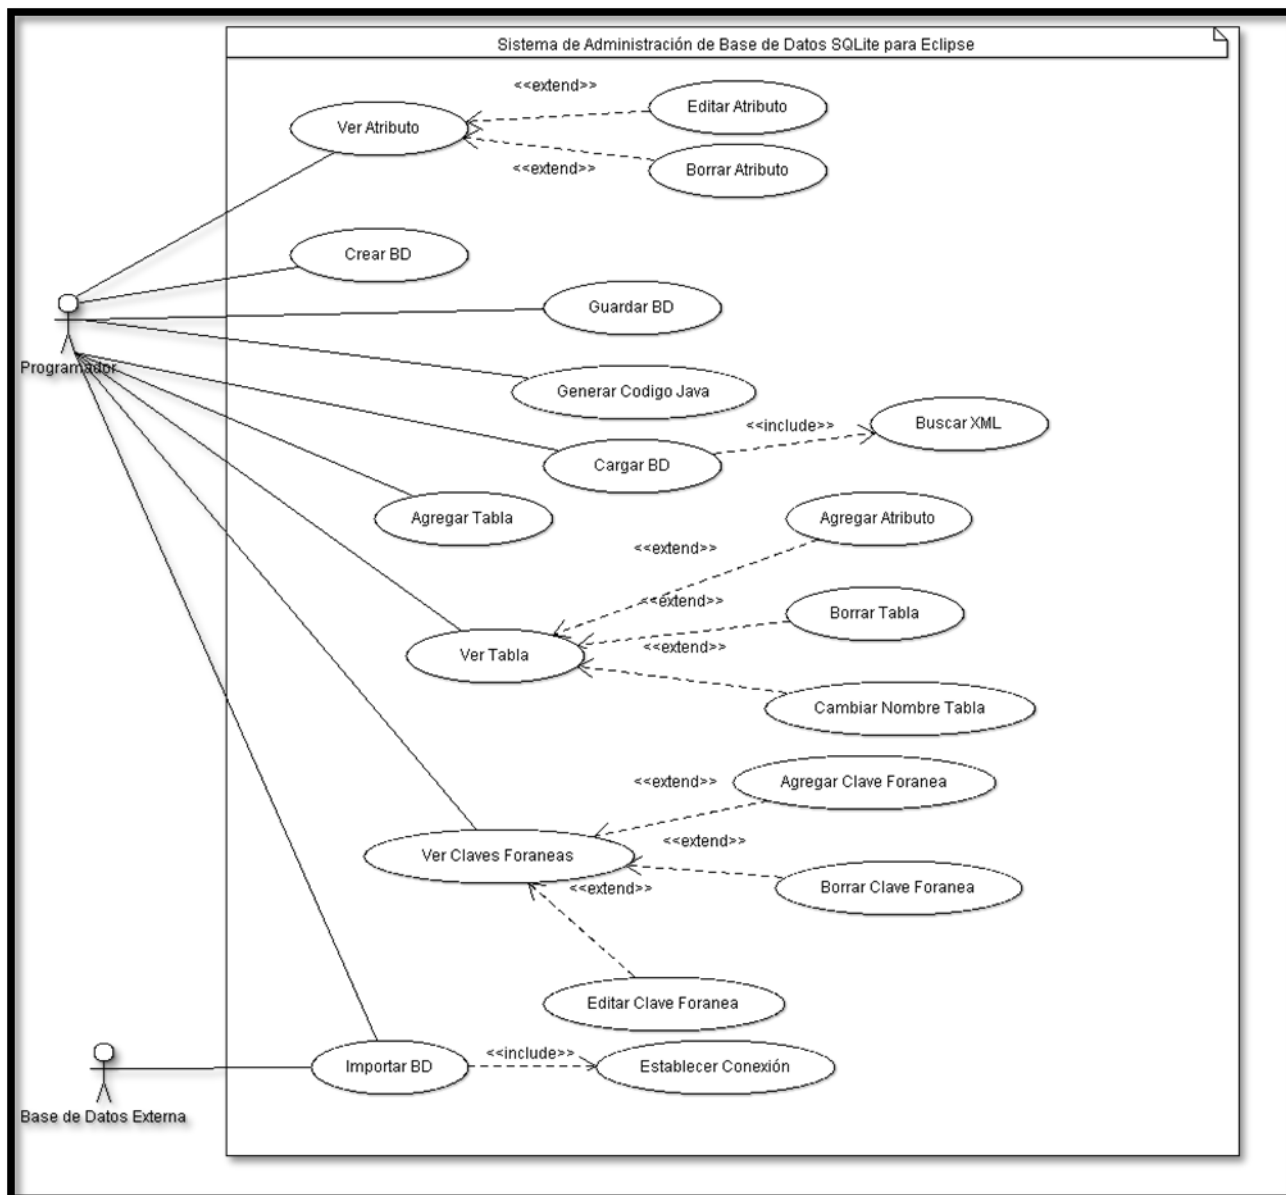 Sistema de Administración de Base de Datos SQLite para Eclipse
<<extend>>
Editar Atributo
Ver Atributo
<<extend>>
Borrar Atributo
Crear BD
Guardar BD
Programador
Generar Codigo Java
<<include>>
Buscar XML
Cargar BD
Agregar Tabla
Agregar Atributo
<<extend>>
<<extend>>
Borrar Tabla
<<extend>>
Ver Tabla
Cambiar Nombre Tabla
<<extend>>
Agregar Clave Foranea
<<extend>>
Ver Claves Foraneas
<<extend>>
Borrar Clave Foranea
Editar Clave Foranea
<<include>>
Importar BD
Establecer Conexión
Base de Datos Externa